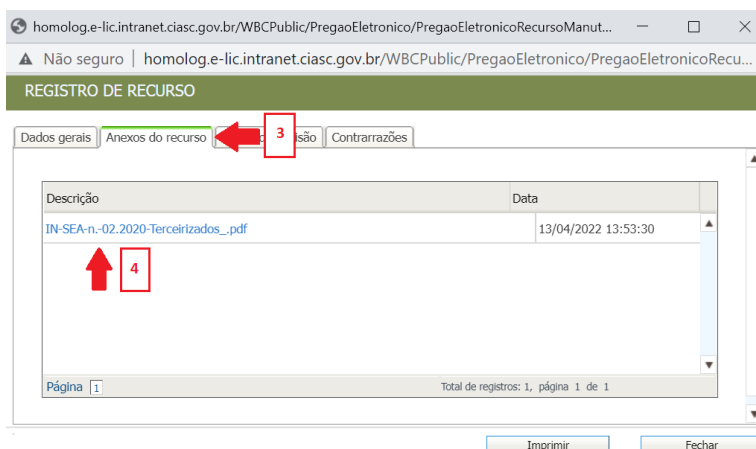 homolog.e-lic.intranet.ciasc.gov.br/WBCPublic/PregaoEletronico/PregaoEletronicoRecursoManut...
Não seguro | homolog.e-lic.intranet.ciasc.gov.br/WBCPublic/PregaoEletronico/PregaoEletronicoRecu...
REGISTRO DE RECURSO
Dados gerais Anexos do recurso 3 isão Contrarrazões
Descrição Data
IN-SEA-n.-02.2020-Terceirizados_.pdf 13/04/2022 13:53:30
4
Página 1 Total de registros: 1, página 1 de 1
Imprimir Fechar